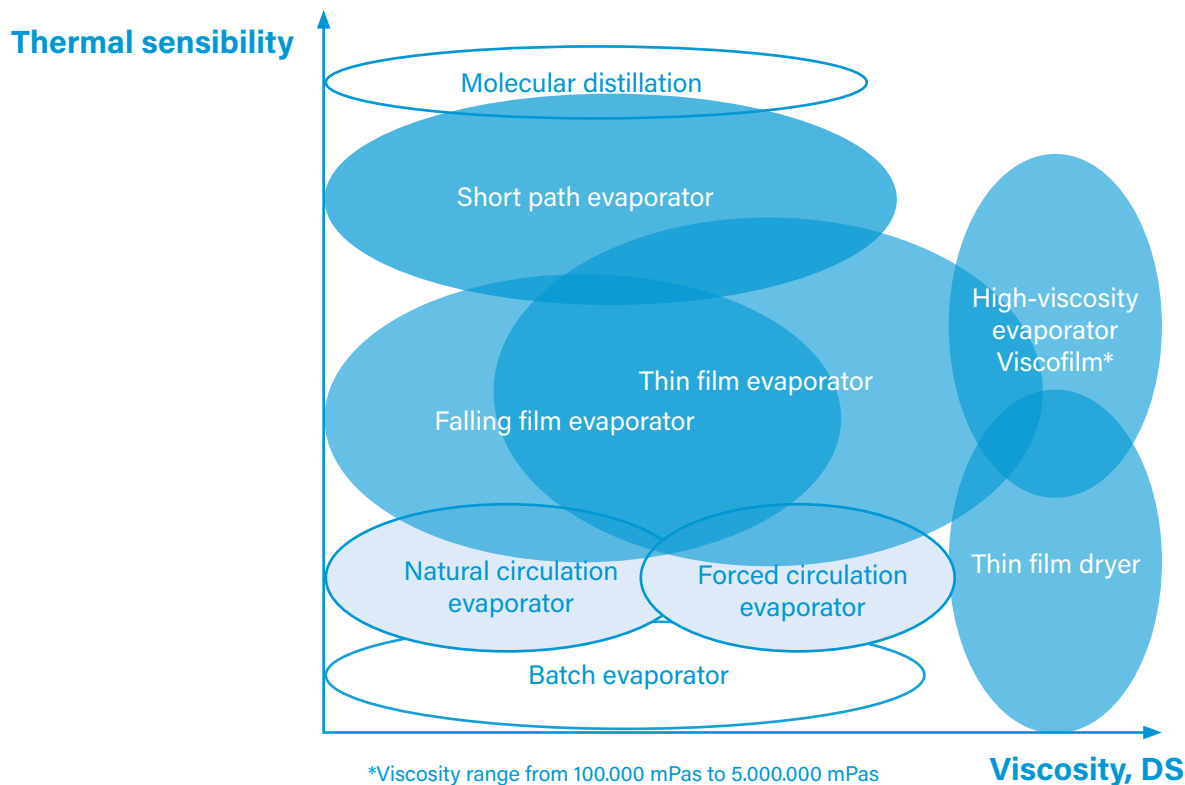 Thermal sensibility
Molecular distillation
Short path evaporator
High-viscosity
evaporator
Viscofilm*
Thin film evaporator
Falling film evaporator
Natural circulation
evaporator
Forced circulation
evaporator
Thin film dryer
Batch evaporator
*Viscosity range from 100.000 mPas to 5.000.000 mPas
Viscosity, DS